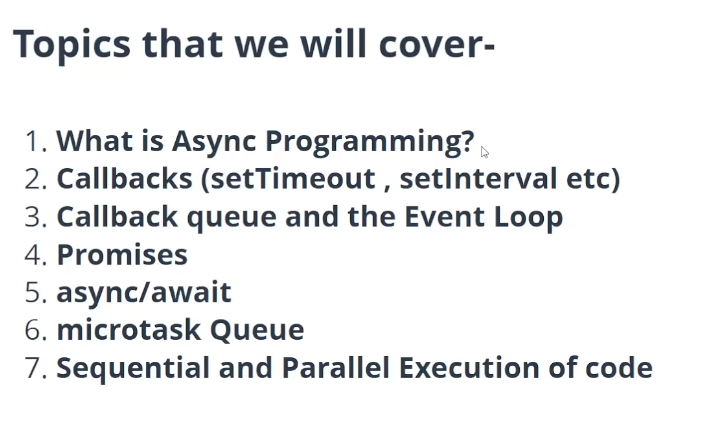 Topics that we will cover-
1. What is Async Programming?
2. Callbacks (setTimeout , setInterval etc)
3. Callback queue and the Event Loop
4. Promises
5. async/await
6. microtask Queue
7. Sequential and Parallel Execution of code